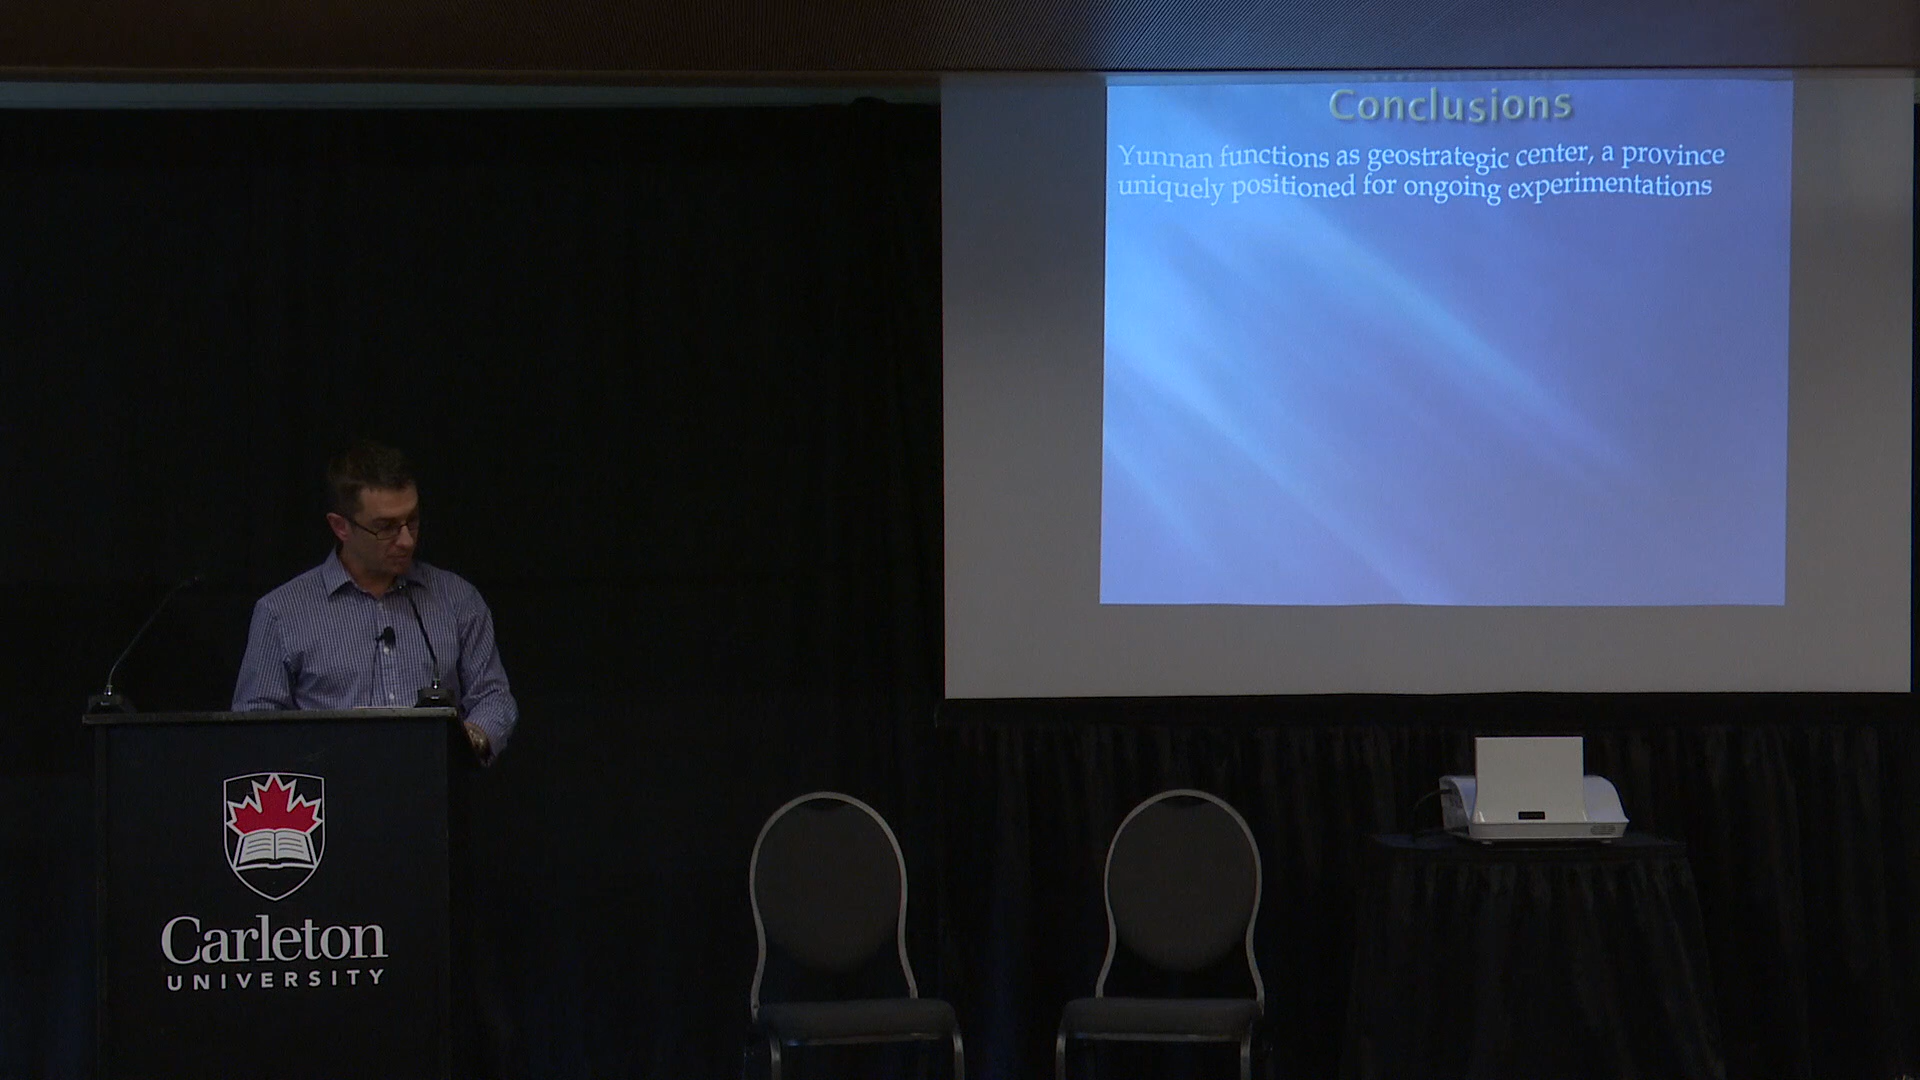 Conclusions
Yunnan functions as geostrategic center, a province
uniquely positioned for ongoing experimentations
Carleton
UNIVERSITY